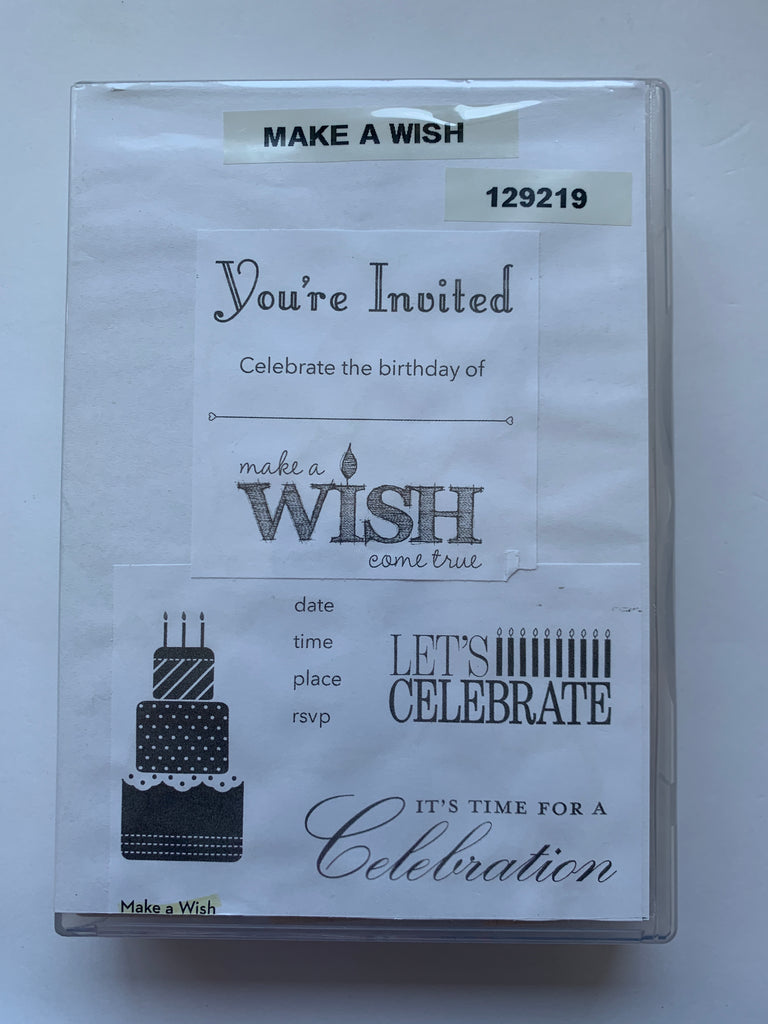 MAKE A WISH
129219
You're Invited
Celebrate the birthday of
make a
WISH
come true
date
time
place
rsvp
LET'S
CELEBRATE
IT'S TIME FOR A
Celebration
Make a Wish